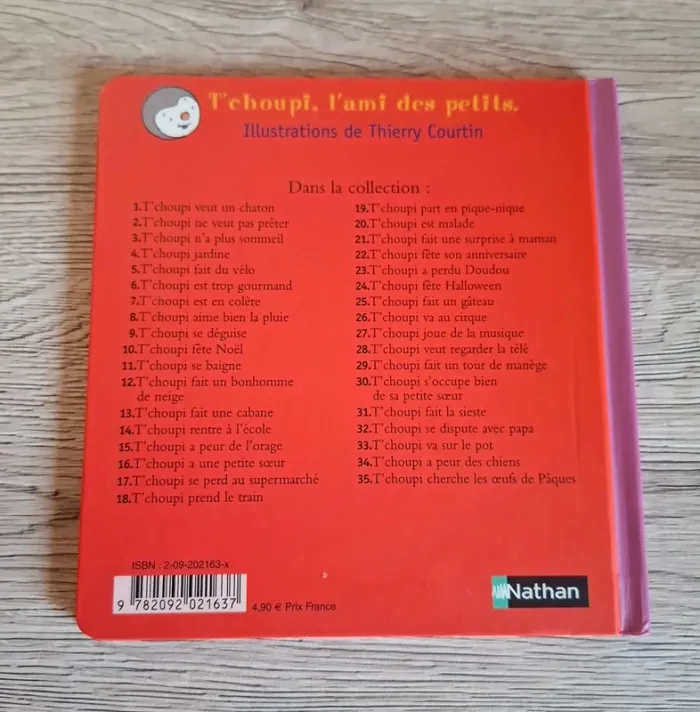 T'choupi, l'ami des petits.
Illustrations de Thierry Courtin
Dans la collection :
1.T'choupi veut un chaton
2.T'choupi ne veut pas prêter
3.T'choupi n'a plus sommeil
4.T'choupi jardine
5.T'choupi fait du vélo
6.T'choupi est trop gourmand
7.T'choupi est en colère
8.T'choupi aime bien la pluie
9.T'choupi se déguise
10.T'choupi fête Noël
11.T'choupi se baigne
12.T'choupi fait un bonhomme
de neige
13.T'choupi fait une cabane
14.T'choupi rentre à l'école
15.T'choupi a peur de l'orage
16.T'choupi a une petite sœur
17.T'choupi se perd au supermarché
18.T'choupi prend le train
19.T'choupi part en pique-nique
20.T'choupi est malade
21.T'choupi fait une surprise à maman
22.T'choupi fête son anniversaire
23.T'choupi a perdu Doudou
24.T'choupi fête Halloween
25.T'choupi fait un gâteau
26.T'choupi va au cirque
27.T'choupi joue de la musique
28.T'choupi veut regarder la télé
29.T'choupi fait un tour de manège
30.T'choupi s'occupe bien
de sa petite sœur
31.T'choupi fait la sieste
32.T'choupi se dispute avec papa
33.T'choupi va sur le pot
34.T'choupi a peur des chiens
35.T'choupi cherche les œufs de Pâques
ISBN : 2-09-202163-x
9 782092 021637
4,90 € Prix France
Nathan